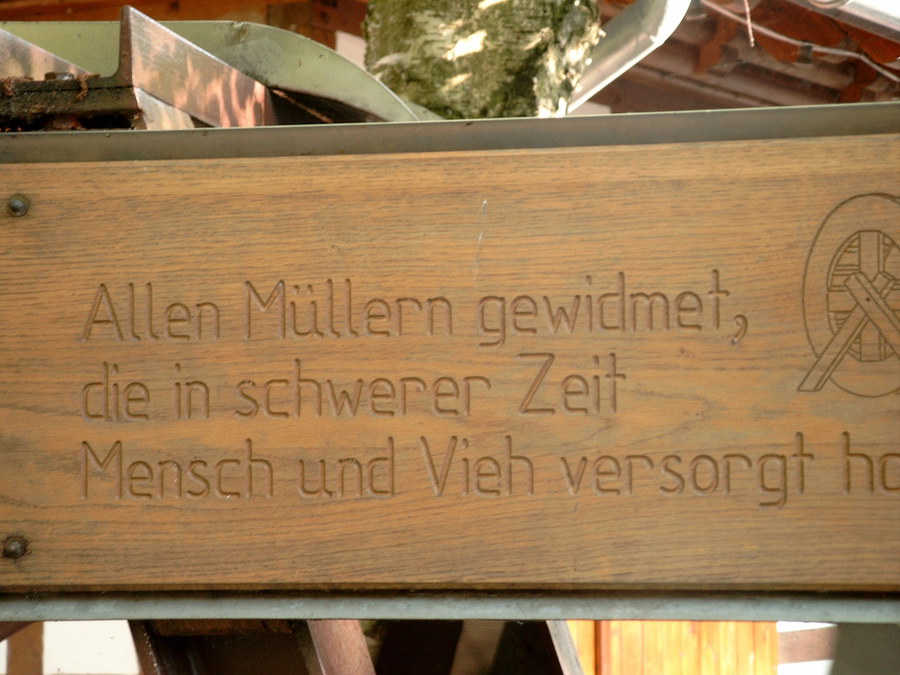 Allen Müllern gewidmet,
die in schwerer Zeit
Mensch und Vieh versorgt